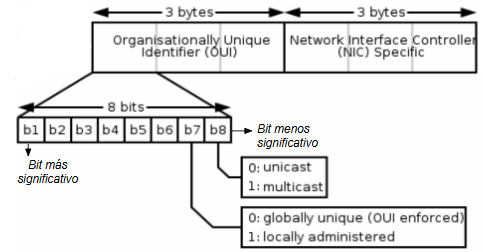 3 bytes
3 bytes
Organisationally Unique
Identifier (OUI)
Network Interface Controller
(NIC) Specific
8 bits
b1 b2 b3 b4 b5 b6 b7 b8
Bit menos
significativo
Bit más
significativo
0: unicast
1: multicast
0: globally unique (OUI enforced)
1: locally administered